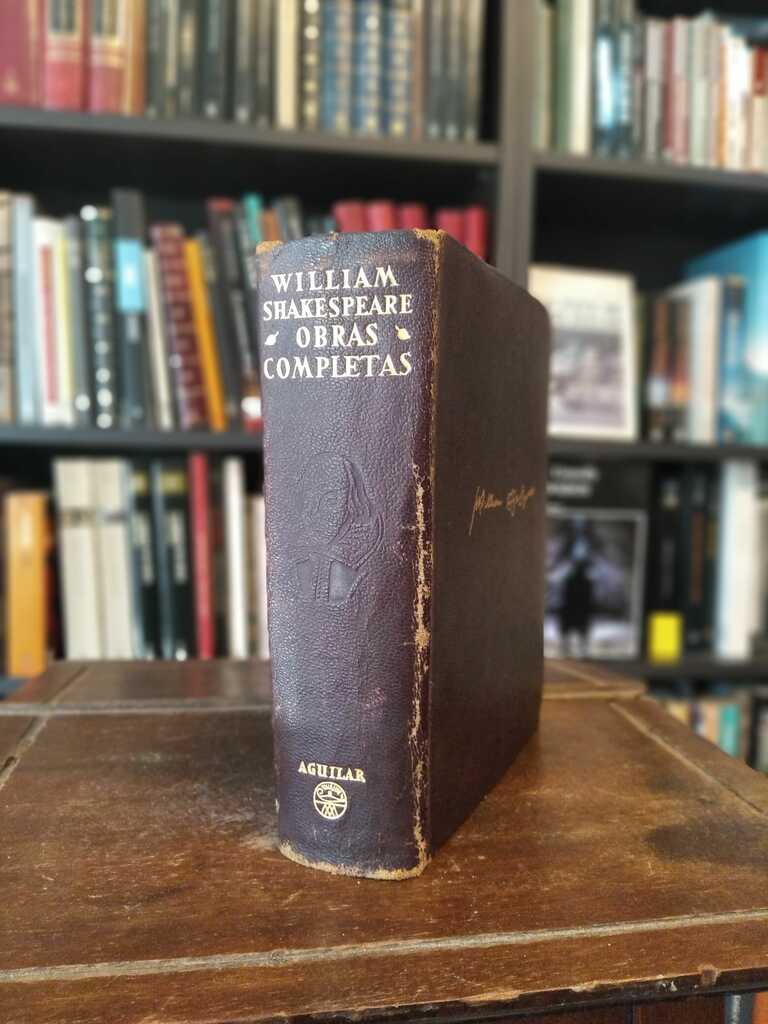 WILLIAM
SHAKESPEARE
OBRAS
COMPLETAS
AGUILAR